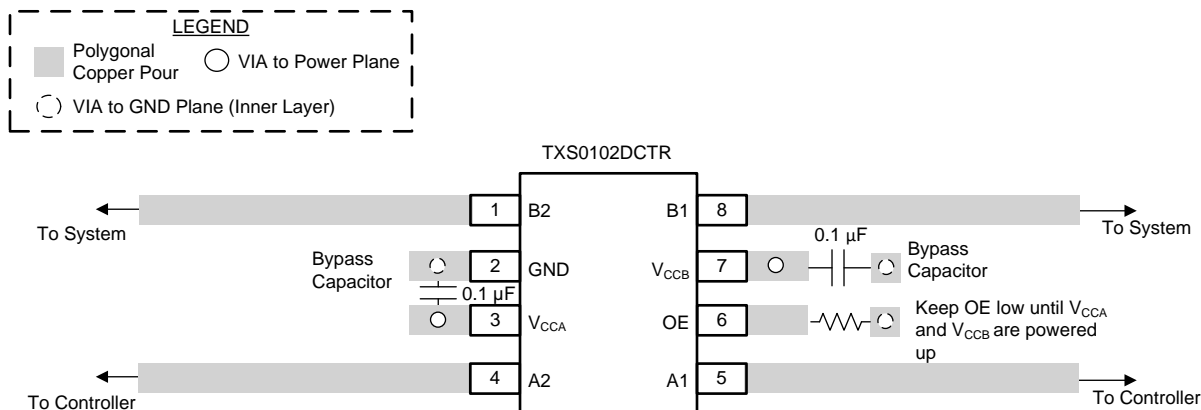 LEGEND
Polygonal
Copper Pour
VIA to Power Plane
VIA to GND Plane (Inner Layer)
TXS0102DCTR
1 B2
B1 8
To System
To System
Bypass
Capacitor
2 GND
0.1 µF
3 VCCA
VCCB 7
0.1 µF
Bypass
Capacitor
OE 6
Keep OE low until VCCA
and VCCB are powered
up
4 A2
A1 5
To Controller
To Controller